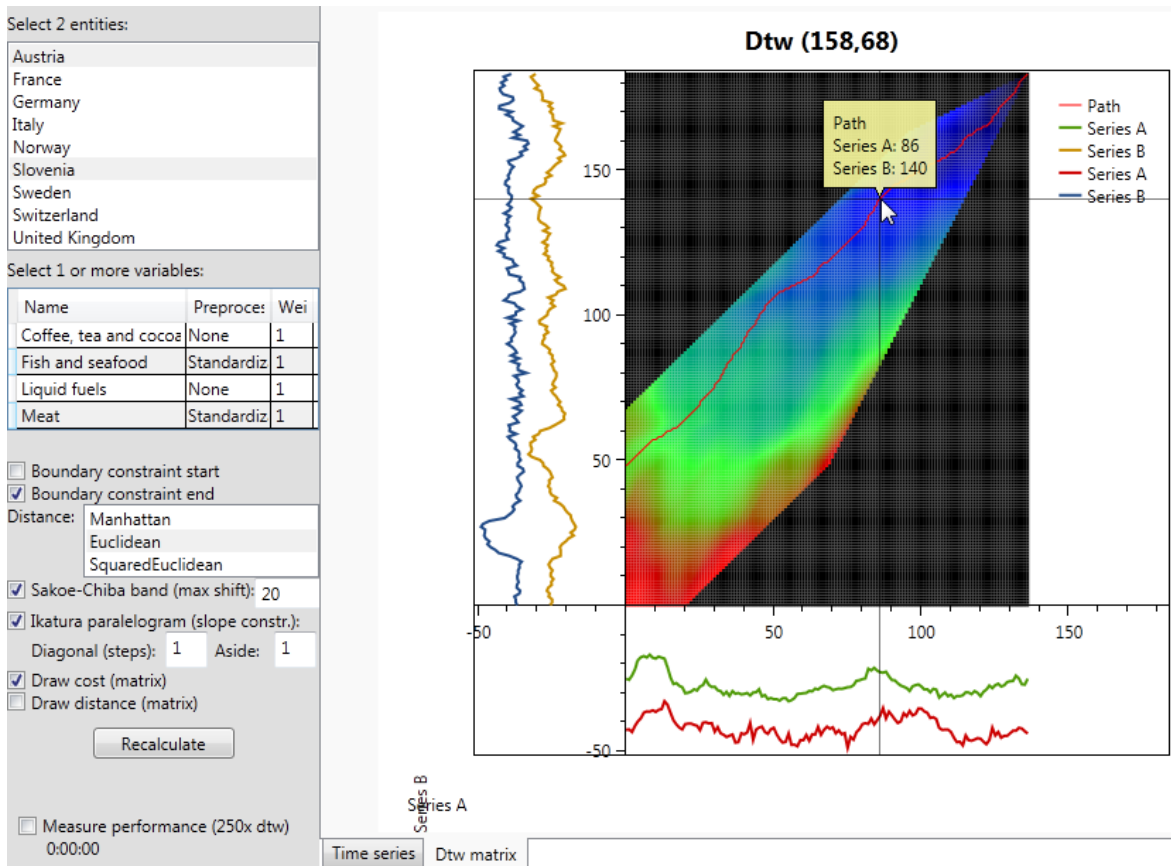 Select 2 entities:
Austria
France
Germany
Italy
Norway
Slovenia
Sweden
Switzerland
United Kingdom
Select 1 or more variables:
Name Preproces Wei
Coffee, tea and cocoa None 1
Fish and seafood Standardiz 1
Liquid fuels None 1
Meat Standardiz 1
Boundary constraint start
Boundary constraint end
Distance: Manhattan
Euclidean
SquaredEuclidean
Sakoe-Chiba band (max shift): 20
Ikatura paralelogram (slope constr.):
Diagonal (steps): 1 Aside: 1
Draw cost (matrix)
Draw distance (matrix)
Recalculate
Measure performance (250x dtw)
0:00:00
Dtw (158,68)
Path
Series A: 86
Series B: 140
Path
Series A
Series B
Series A
Series B
150
100
50
-50 50 100 150
-50
Series B
Series A
Time series Dtw matrix